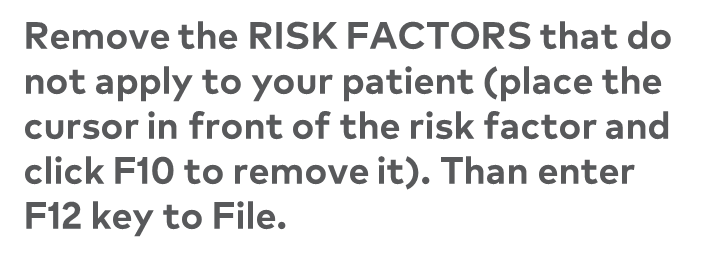 Remove the RISK FACTORS that do
not apply to your patient (place the
cursor in front of the risk factor and
click F10 to remove it). Than enter
F12 key to File.